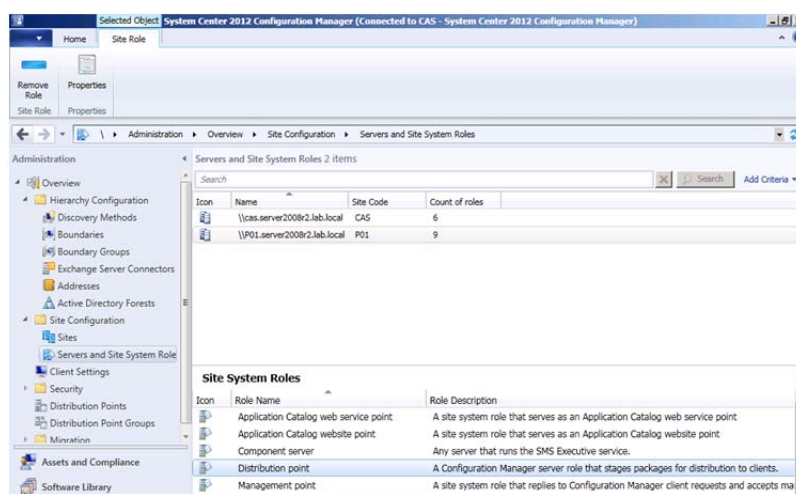 Selected Object System Center 2012 Configuration Manager (Connected to CAS - System Center 2012 Configuration Manager)
Home Site Role
Remove Role
Properties
Site Role Properties
\ Administration Overview Site Configuration Servers and Site System Roles
Administration
Overview
Hierarchy Configuration
Discovery Methods
Boundaries
Boundary Groups
Exchange Server Connectors
Addresses
Active Directory Forests
Site Configuration
Sites
Servers and Site System Role
Client Settings
Security
Distribution Points
Distribution Point Groups
Migration
Assets and Compliance
Software Library
Servers and Site System Roles 2 items
Search Search Add Criteria
Icon Name Site Code Count of roles
\\cas.server2008r2.lab.local CAS 6
\\P01.server2008r2.lab.local P01 9
Site System Roles
Icon Role Name Role Description
Application Catalog web service point A site system role that serves as an Application Catalog web service point
Application Catalog website point A site system role that serves as an Application Catalog website point
Component server Any server that runs the SMS Executive service.
Distribution point A Configuration Manager server role that stages packages for distribution to clients.
Management point A site system role that replies to Configuration Manager client requests and accepts ma